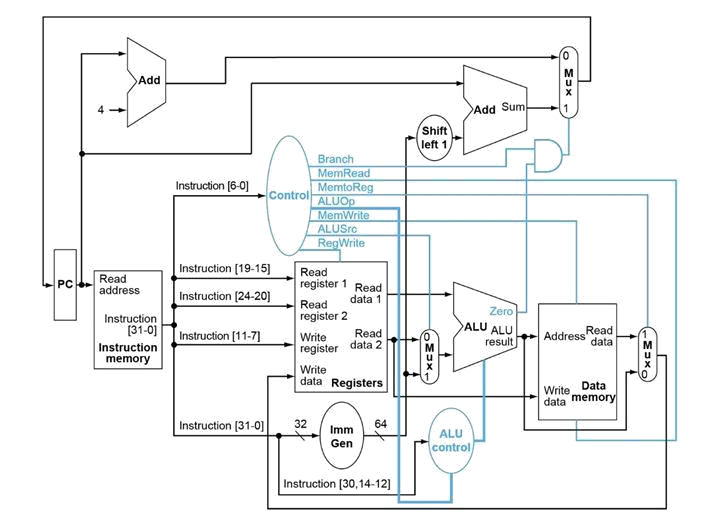 Add
4
Add Sum
Shift
left 1
0
M
u
x
1
Branch
MemRead
MemtoReg
ALUOp
MemWrite
ALUSrc
RegWrite
Control
Instruction [6-0]
Instruction [19-15]
Instruction [24-20]
Instruction [11-7]
Instruction [31-0]
Instruction [30,14-12]
PC
Read
address
Instruction
[31-0]
Instruction
memory
Read
register 1
Read
data 1
Read
register 2
Write
register
Read
data 2
Write
data
Registers
0
M
u
x
1
Zero
ALU
ALU
result
Address
Read
data
Write
data
Data
memory
1
M
u
x
0
32
Imm
Gen
64
ALU
control